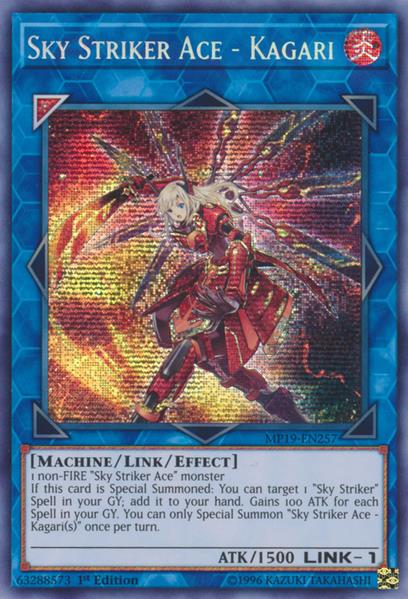 SKY STRIKER ACE - KAGARI
炎
MP19-EN257
[MACHINE/LINK/EFFECT]
1 non-FIRE "Sky Striker Ace" monster
If this card is Special Summoned: You can target 1 "Sky Striker"
Spell in your GY; add it to your hand. Gains 100 ATK for each
Spell in your GY. You can only Special Summon "Sky Striker Ace -
Kagari(s)" once per turn.
ATK/1500 LINK-1
63288573 1st Edition ©1996 KAZUKI TAKAHASHI